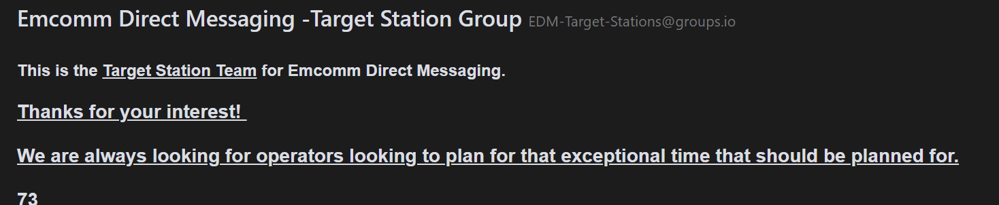 Emcomm Direct Messaging -Target Station Group EDM-Target-Stations@groups.io
This is the Target Station Team for Emcomm Direct Messaging.
Thanks for your interest!
We are always looking for operators looking to plan for that exceptional time that should be planned for.
73